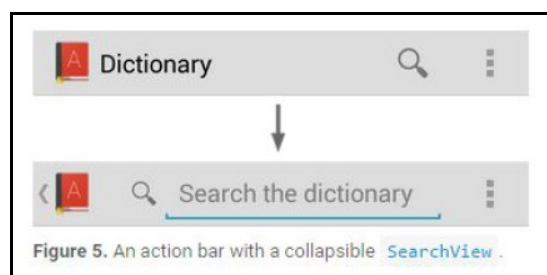 A Dictionary
A Search the dictionary
Figure 5. An action bar with a collapsible SearchView.